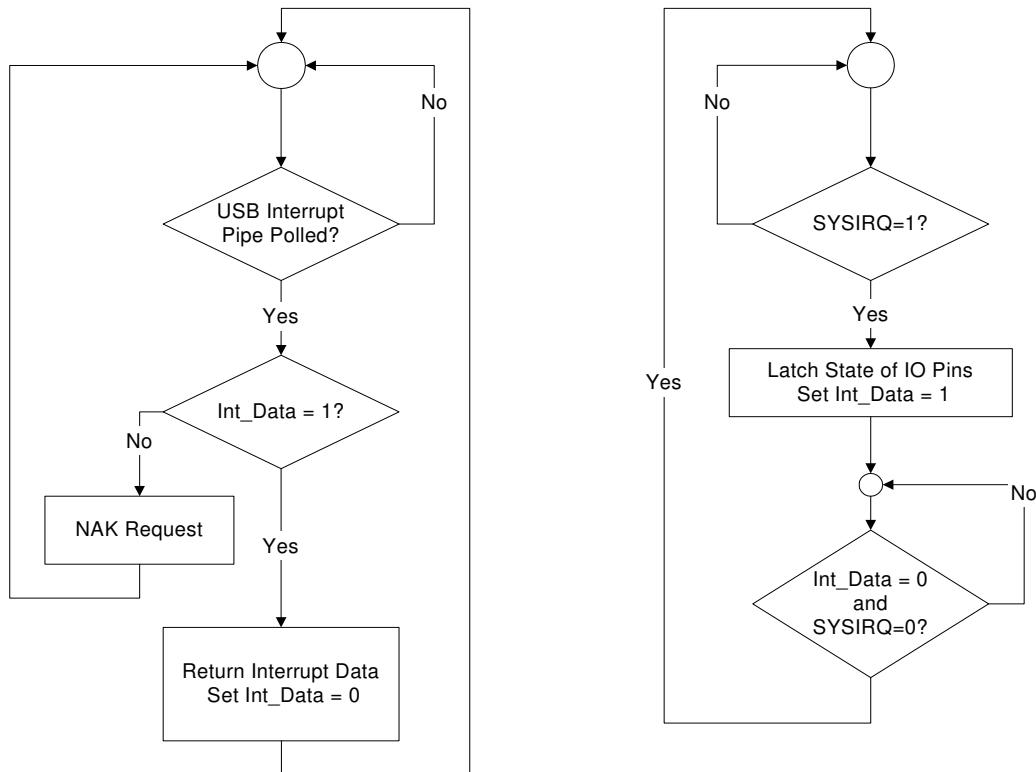 No
USB Interrupt
Pipe Polled?
Yes
Int_Data = 1?
No
NAK Request
Yes
Return Interrupt Data
Set Int_Data = 0
No
SYSIRQ=1?
Yes
Latch State of IO Pins
Set Int_Data = 1
Yes
No
Int_Data = 0
and
SYSIRQ=0?